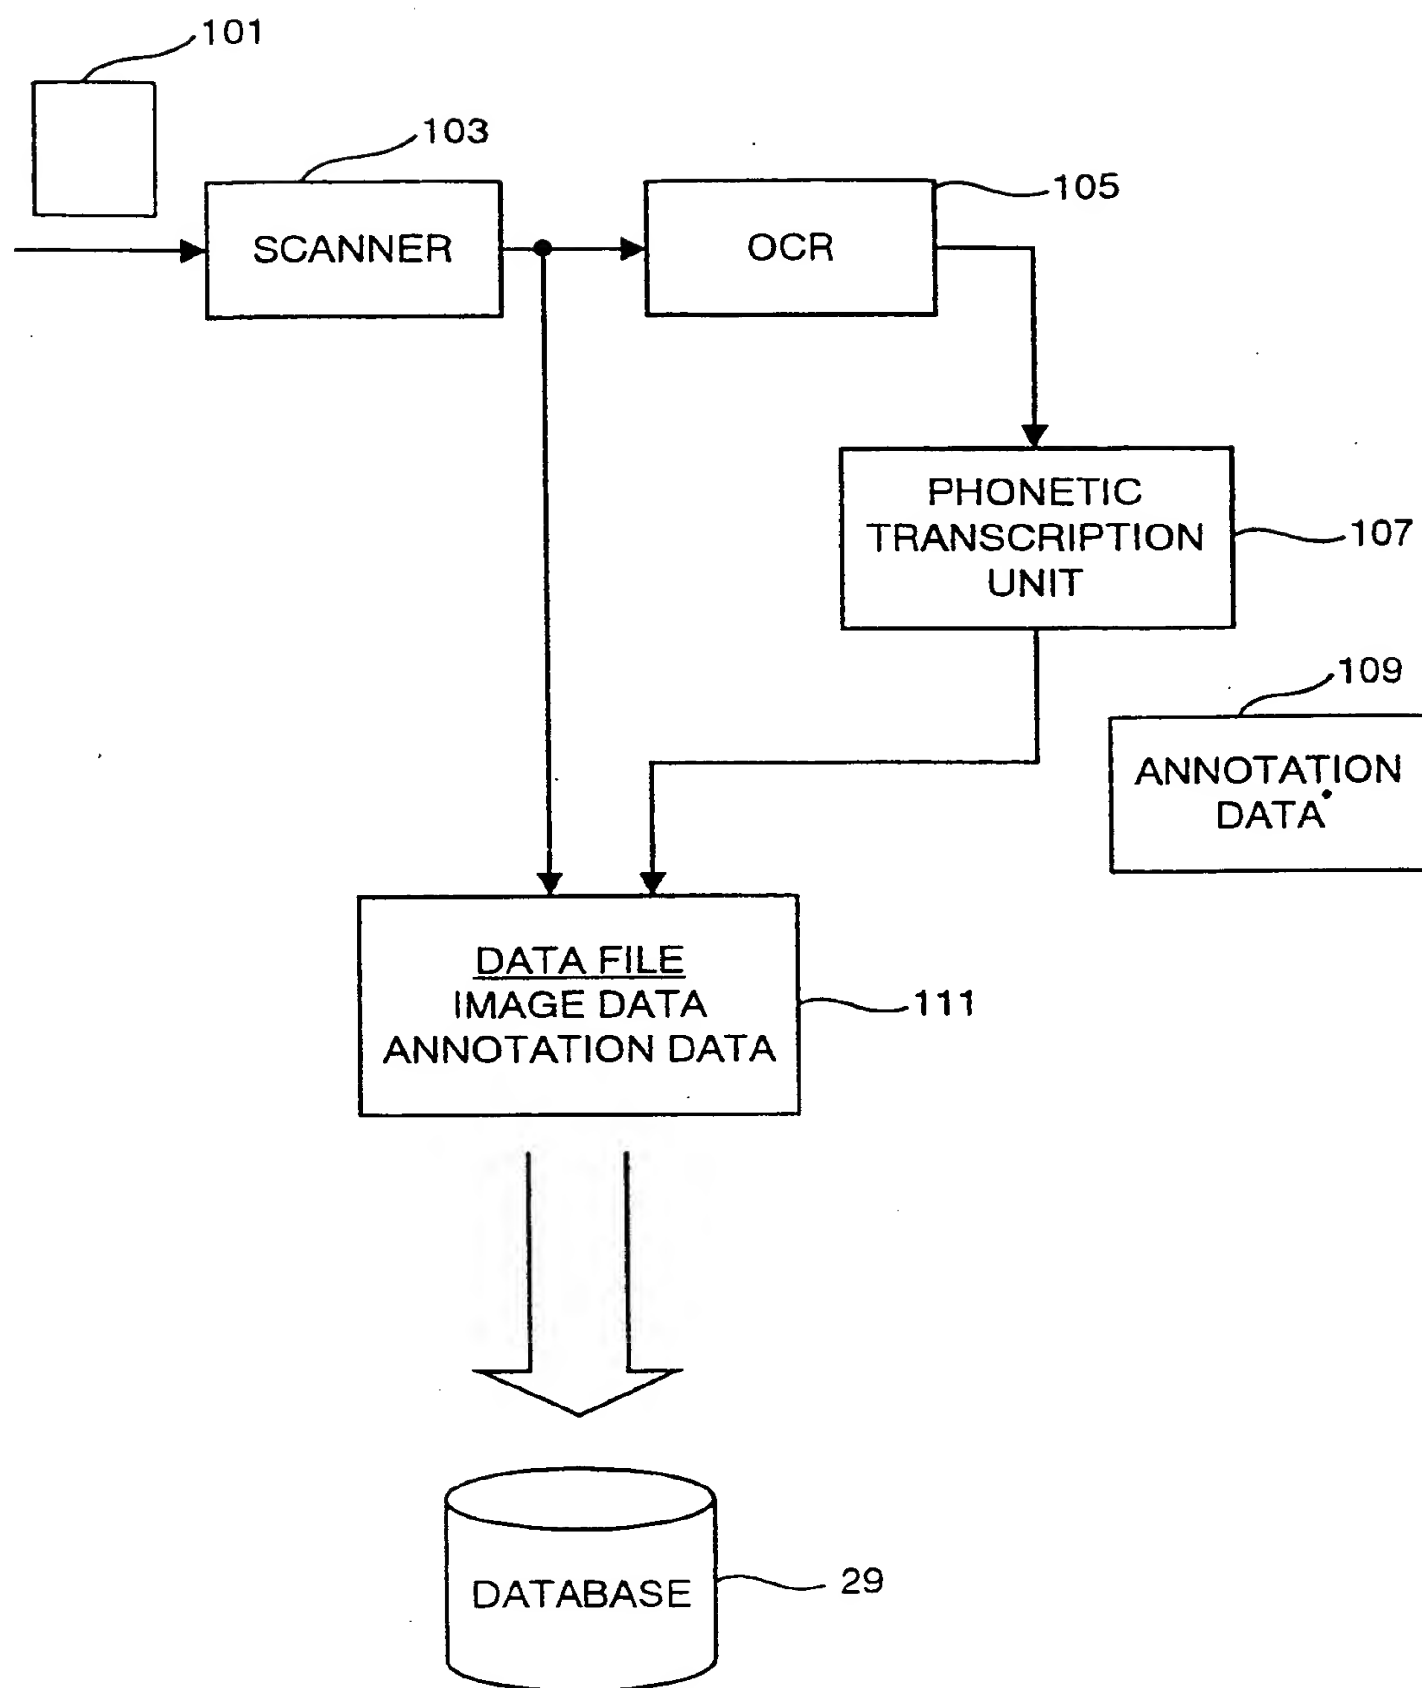 101
103
SCANNER
OCR
105
PHONETIC
TRANSCRIPTION
UNIT
107
109
ANNOTATION
DATA
DATA FILE
IMAGE DATA
ANNOTATION DATA
111
DATABASE
29